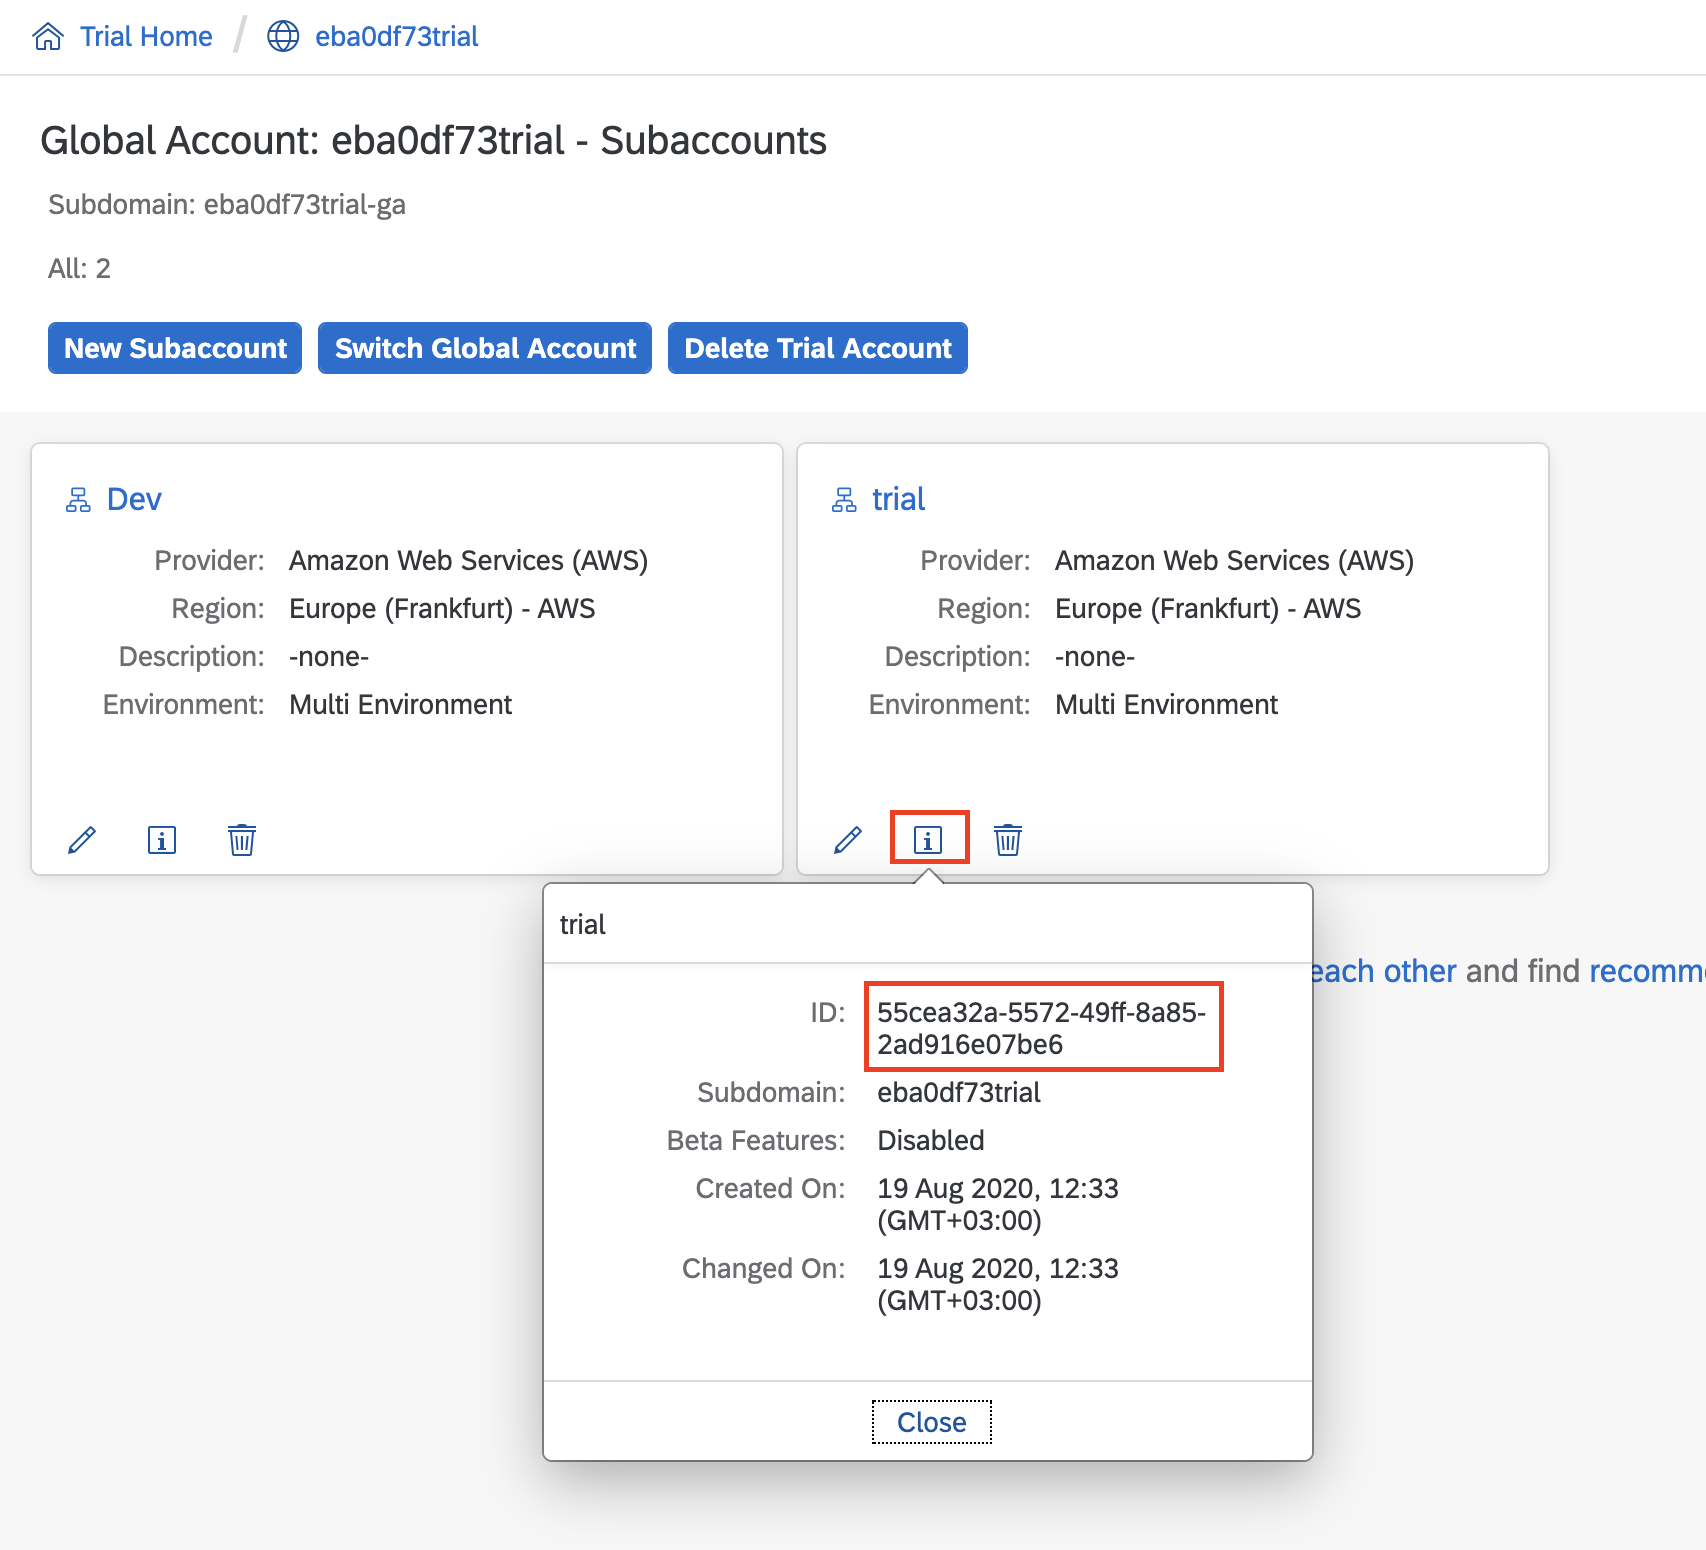 Trial Home / eba0df73trial
Global Account: eba0df73trial - Subaccounts
Subdomain: eba0df73trial-ga
All: 2
New Subaccount Switch Global Account Delete Trial Account
Dev
Provider: Amazon Web Services (AWS)
Region: Europe (Frankfurt) - AWS
Description: -none-
Environment: Multi Environment
trial
Provider: Amazon Web Services (AWS)
Region: Europe (Frankfurt) - AWS
Description: -none-
Environment: Multi Environment
trial
each other and find
ID: 55cea32a-5572-49ff-8a85-
2ad916e07be6
Subdomain: eba0df73trial
Beta Features: Disabled
Created On: 19 Aug 2020, 12:33
(GMT+03:00)
Changed On: 19 Aug 2020, 12:33
(GMT+03:00)
Close